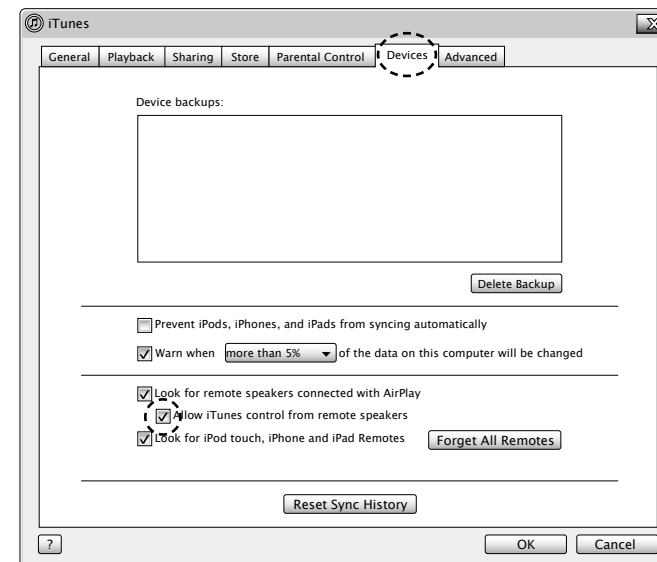 iTunes
General Playback Sharing Store Parental Control Devices Advanced
Device backups:
Delete Backup
Prevent iPods, iPhones, and iPads from syncing automatically
Warn when more than 5% of the data on this computer will be changed
Look for remote speakers connected with AirPlay
Allow iTunes control from remote speakers
Look for iPod touch, iPhone and iPad Remotes Forget All Remotes
Reset Sync History
? OK Cancel